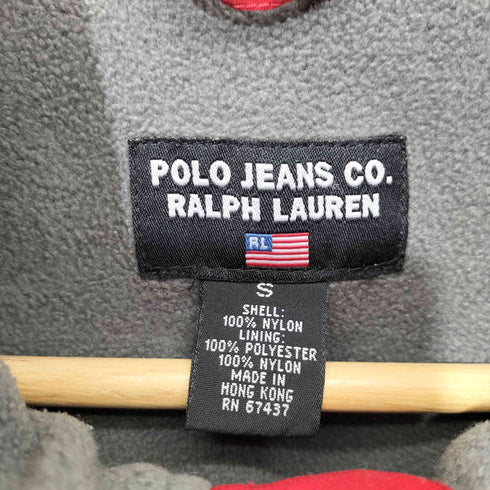 POLO JEANS CO.
RALPH LAUREN
RL
S
SHELL:
100% NYLON
LINING:
100% POLYESTER
100% NYLON
MADE IN
HONG KONG
RN 67437